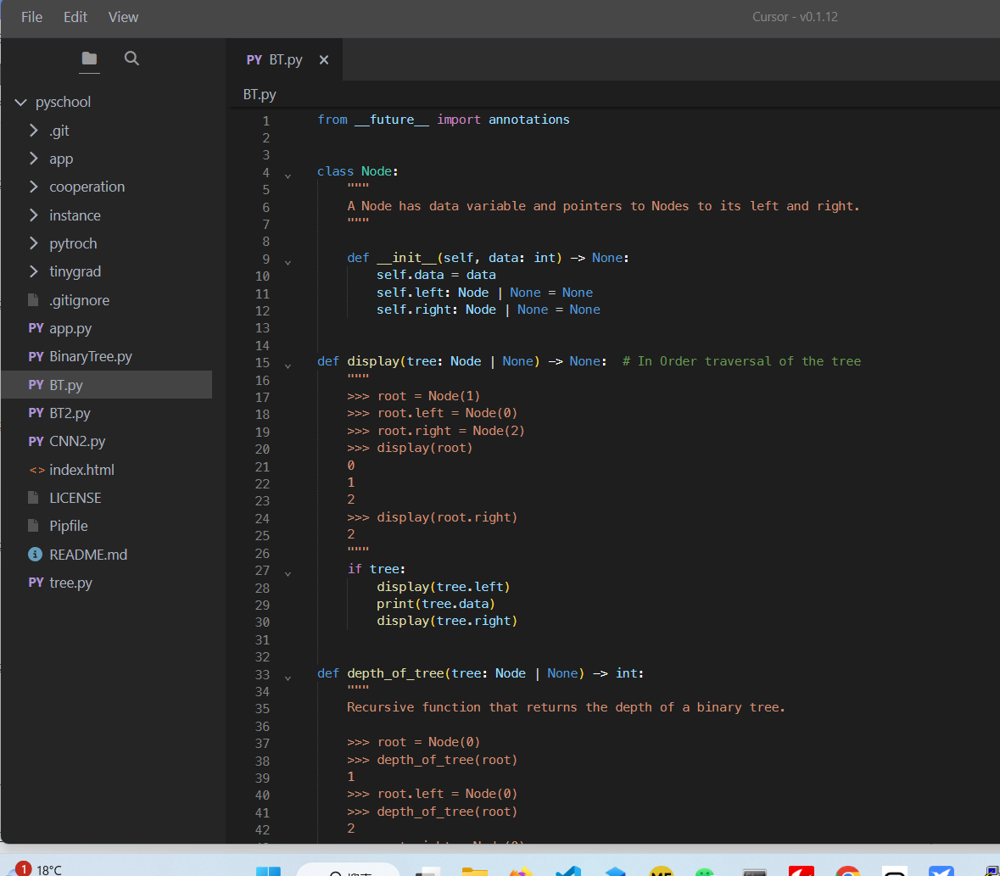 File Edit View Cursor - v0.1.12
PY BT.py ×
BT.py
pyschool
.git
app
cooperation
instance
pytroch
tinygrad
.gitignore
PY app.py
PY BinaryTree.py
PY BT.py
PY BT2.py
PY CNN2.py
<> index.html
LICENSE
Pipfile
README.md
PY tree.py
1 from __future__ import annotations
2
3
4 class Node:
5 """
6 A Node has data variable and pointers to Nodes to its left and right.
7 """
8
9 def __init__(self, data: int) -> None:
10 self.data = data
11 self.left: Node | None = None
12 self.right: Node | None = None
13
14
15 def display(tree: Node | None) -> None:  # In Order traversal of the tree
16 """
17 >>> root = Node(1)
18 >>> root.left = Node(0)
19 >>> root.right = Node(2)
20 >>> display(root)
21 0
22 1
23 2
24 >>> display(root.right)
25 2
26 """
27 if tree:
28 display(tree.left)
29 print(tree.data)
30 display(tree.right)
31
32
33 def depth_of_tree(tree: Node | None) -> int:
34 """
35 Recursive function that returns the depth of a binary tree.
36
37 >>> root = Node(0)
38 >>> depth_of_tree(root)
39 1
40 >>> root.left = Node(0)
41 >>> depth_of_tree(root)
42 2
1 18°C